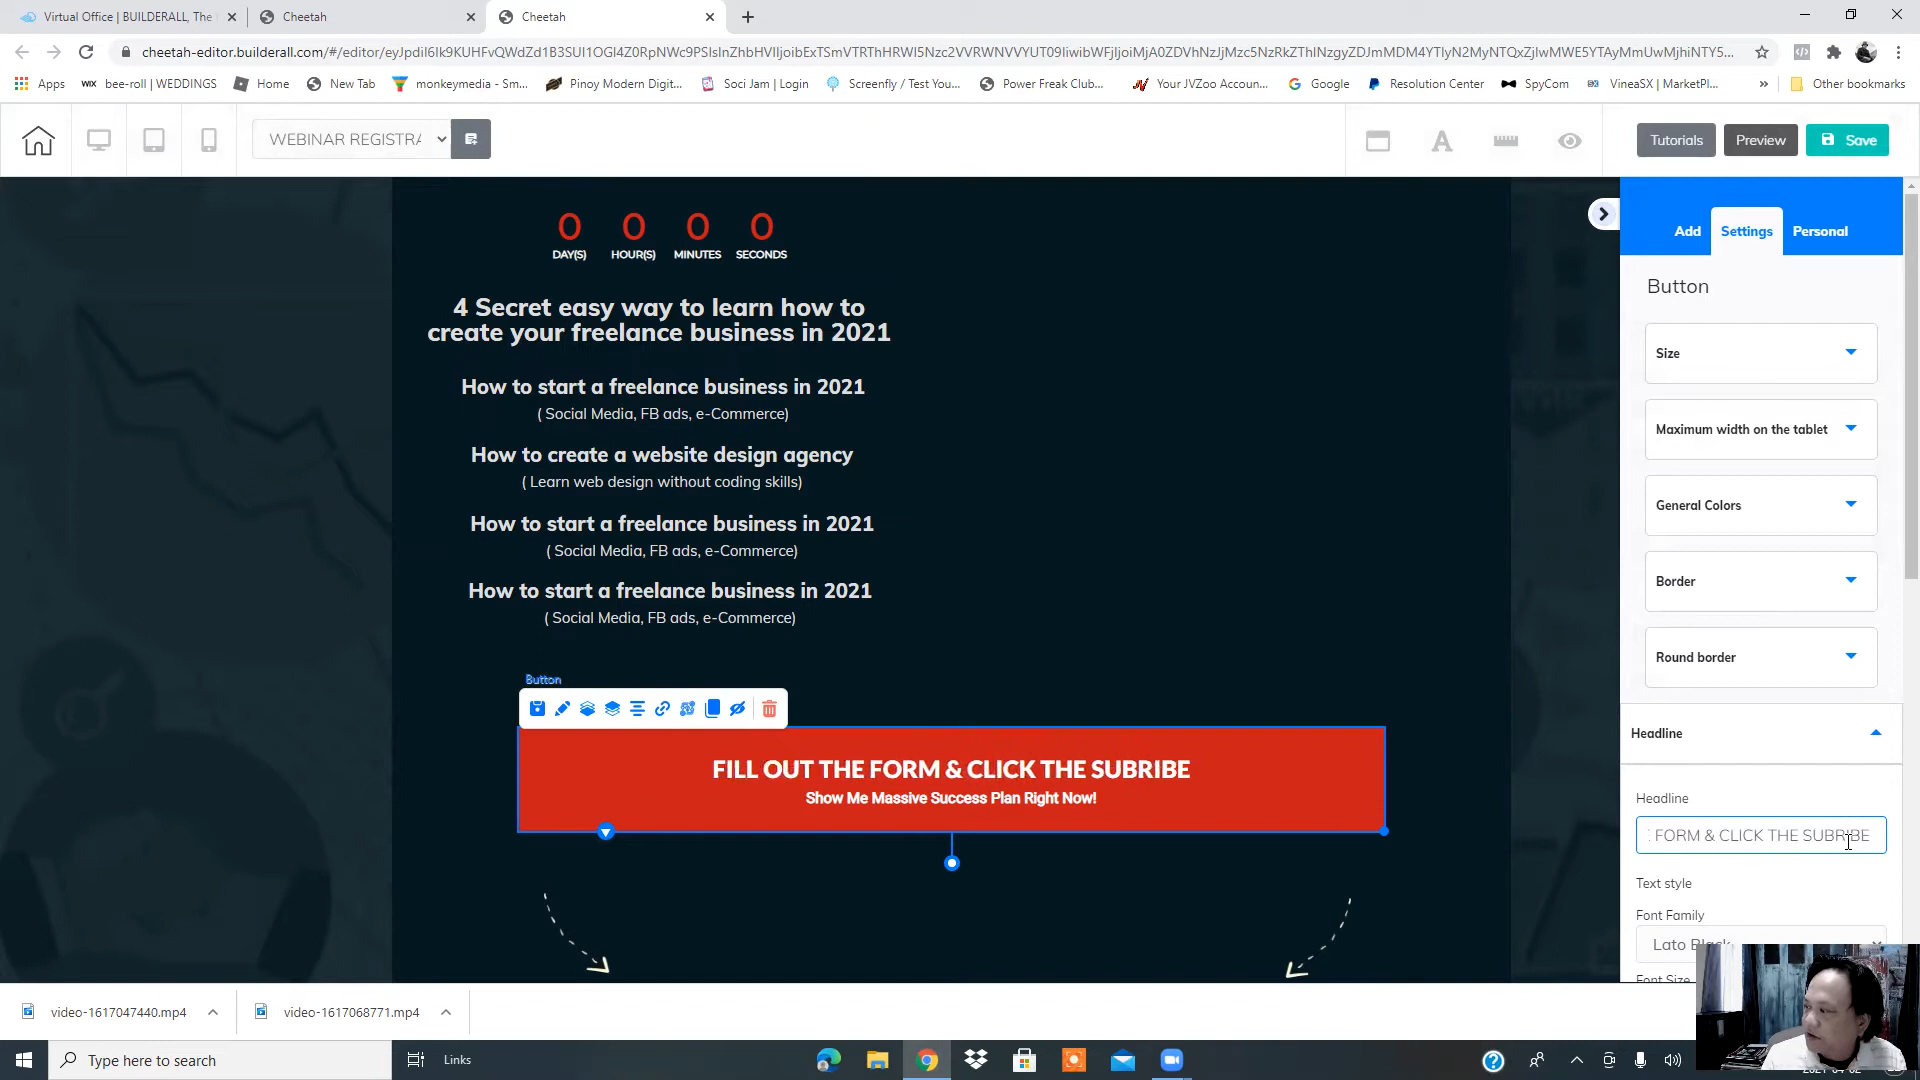 Virtual Office | BUILDERALL, The
Cheetah
Cheetah
cheetah-editor.builderall.com/#/editor/
Apps
WIX bee-roll | WEDDINGS
Home
New Tab
monkeymedia - Sm...
Pinoy Modern Digit...
Soci Jam | Login
Screenfly / Test You...
Power Freak Club...
Your JVZoo Accoun...
Google
Resolution Center
SpyCom
VineaSX | MarketPl...
Other bookmarks
WEBINAR REGISTRA
Tutorials
Preview
Save
0 0 0 0
DAY(S) HOUR(S) MINUTES SECONDS
4 Secret easy way to learn how to
create your freelance business in 2021
How to start a freelance business in 2021
( Social Media, FB ads, e-Commerce)
How to create a website design agency
( Learn web design without coding skills)
How to start a freelance business in 2021
( Social Media, FB ads, e-Commerce)
How to start a freelance business in 2021
( Social Media, FB ads, e-Commerce)
Button
FILL OUT THE FORM & CLICK THE SUBRIBE
Show Me Massive Success Plan Right Now!
Add
Settings
Personal
Button
Size
Maximum width on the tablet
General Colors
Border
Round border
Headline
Headline
FORM & CLICK THE SUBRIBE
Text style
Font Family
Lato Black
Font Size
video-1617047440.mp4
video-1617068771.mp4
Type here to search
Links